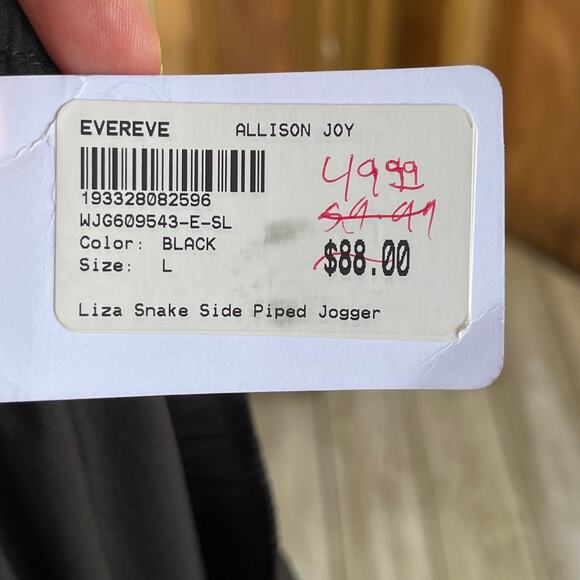 EVEREVE ALLISON JOY
193328082596
WJG609543-E-SL
Color: BLACK
Size: L
49.99
$88.00
Liza Snake Side Piped Jogger